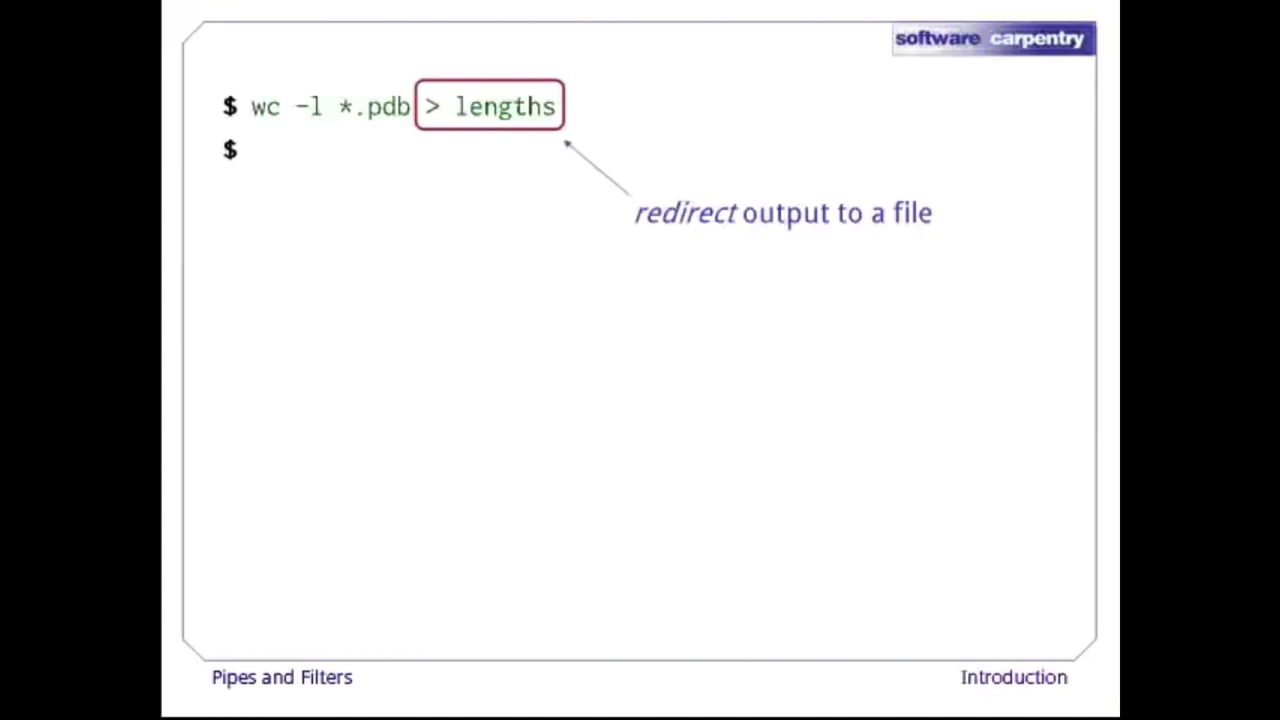 software carpentry
$ wc -l *.pdb > lengths
$
redirect output to a file
Pipes and Filters
Introduction